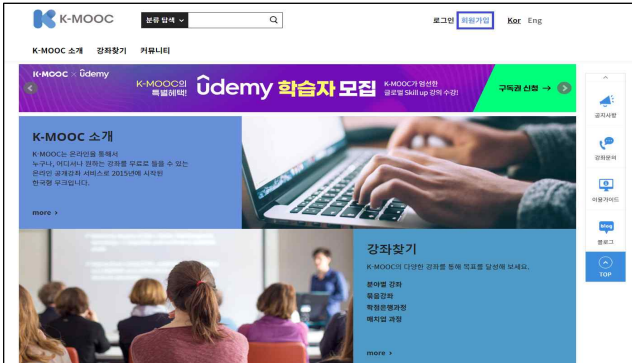 K-MOOC
분류 탐색
로그인 회원가입 Kor Eng
K-MOOC 소개 강좌찾기 커뮤니티
K-MOOC × ûdemy
K-MOOC의
특별혜택!
ûdemy 학습자 모집
K-MOOC가 엄선한
글로벌 Skill up 강의 수강!
구독권 신청 →
K-MOOC 소개
K-MOOC는 온라인을 통해서
누구나, 어디서나 원하는 강좌를 무료로 들을 수 있는
온라인 공개강좌 서비스로 2015년에 시작된
한국형 무크입니다.
more >
강좌찾기
K-MOOC의 다양한 강좌를 통해 목표를 달성해 보세요.
분야별 강좌
묶음강좌
학점은행과정
매치업 과정
more >
공지사항
강좌문의
이용가이드
Blog
블로그
TOP